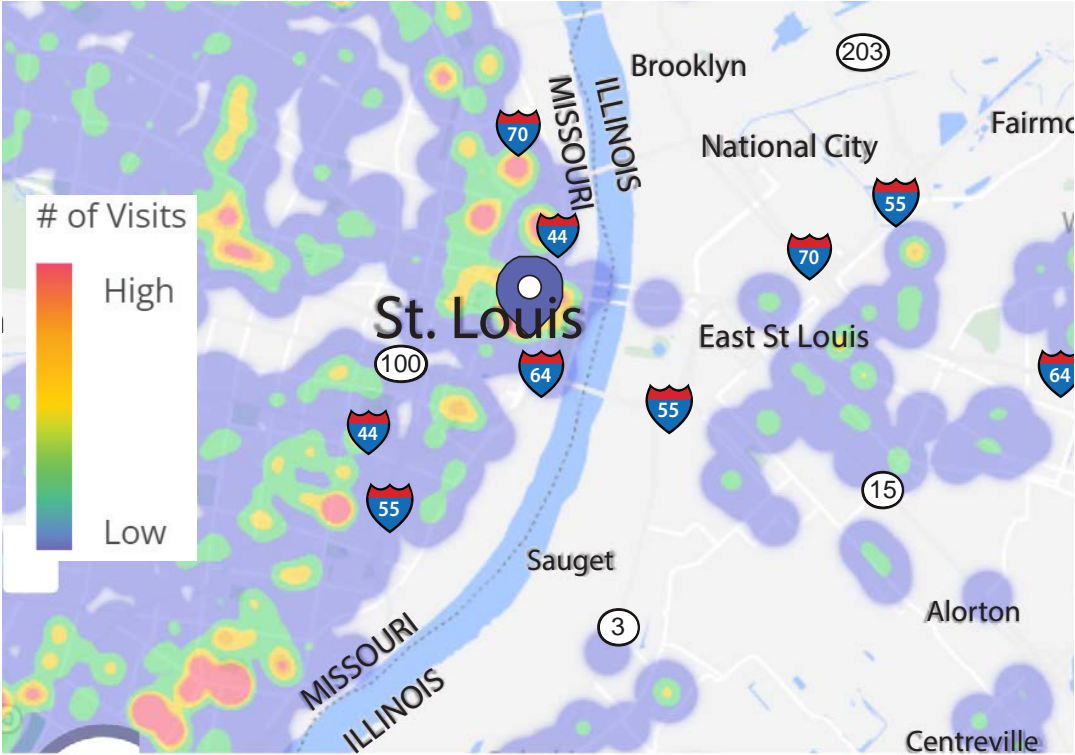 203
Brooklyn
MISSOURI
ILLINOIS
Fairmo
70
National City
55
# of Visits
44
70
High
St. Louis
East St Louis
100
64
64
55
44
15
55
Low
Sauget
3
Alorton
MISSOURI
ILLINOIS
Centreville